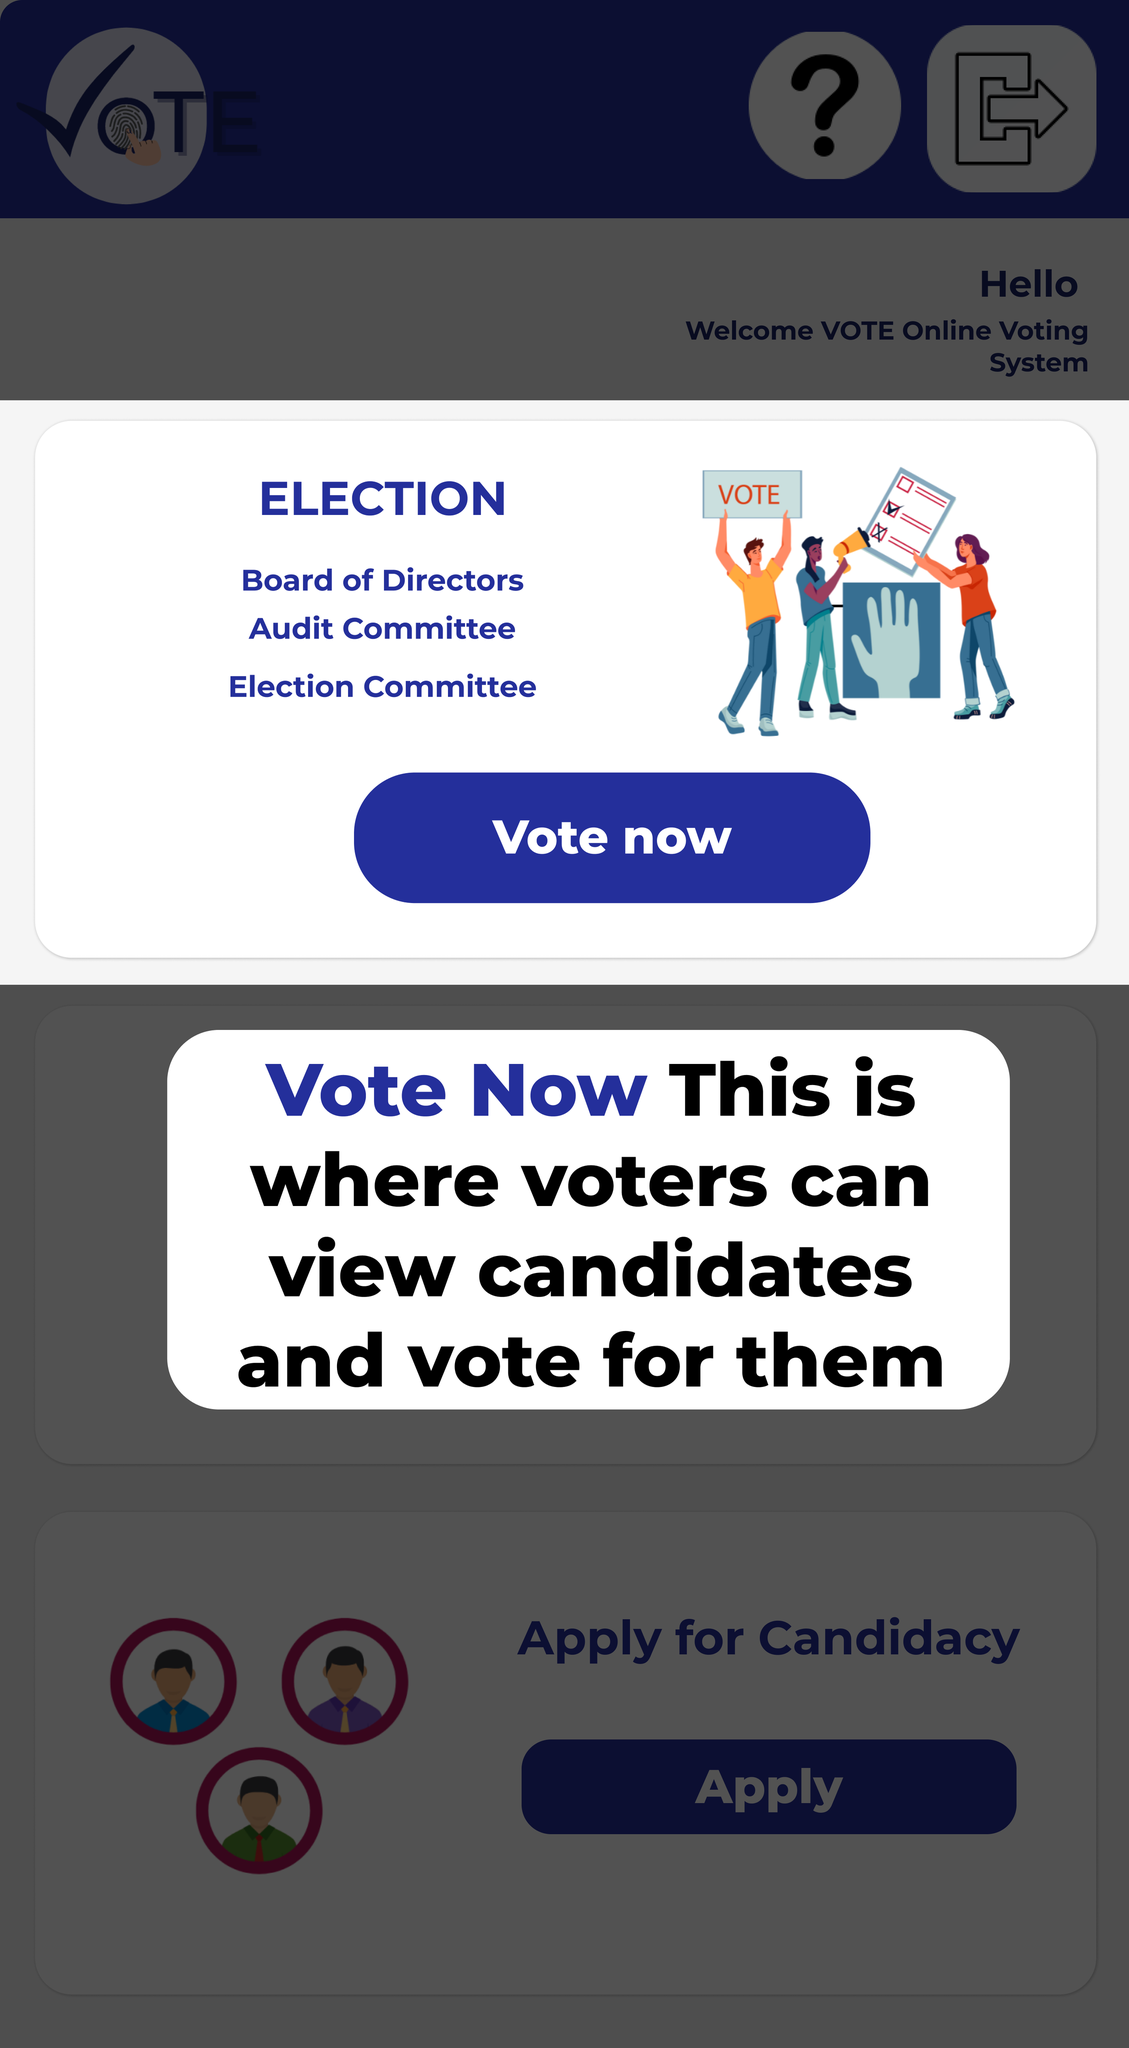 VOTE
?
Hello
Welcome VOTE Online Voting
System
ELECTION
VOTE
Board of Directors
Audit Committee
Election Committee
Vote now
Vote Now This is
where voters can
view candidates
and vote for them
Apply for Candidacy
Apply